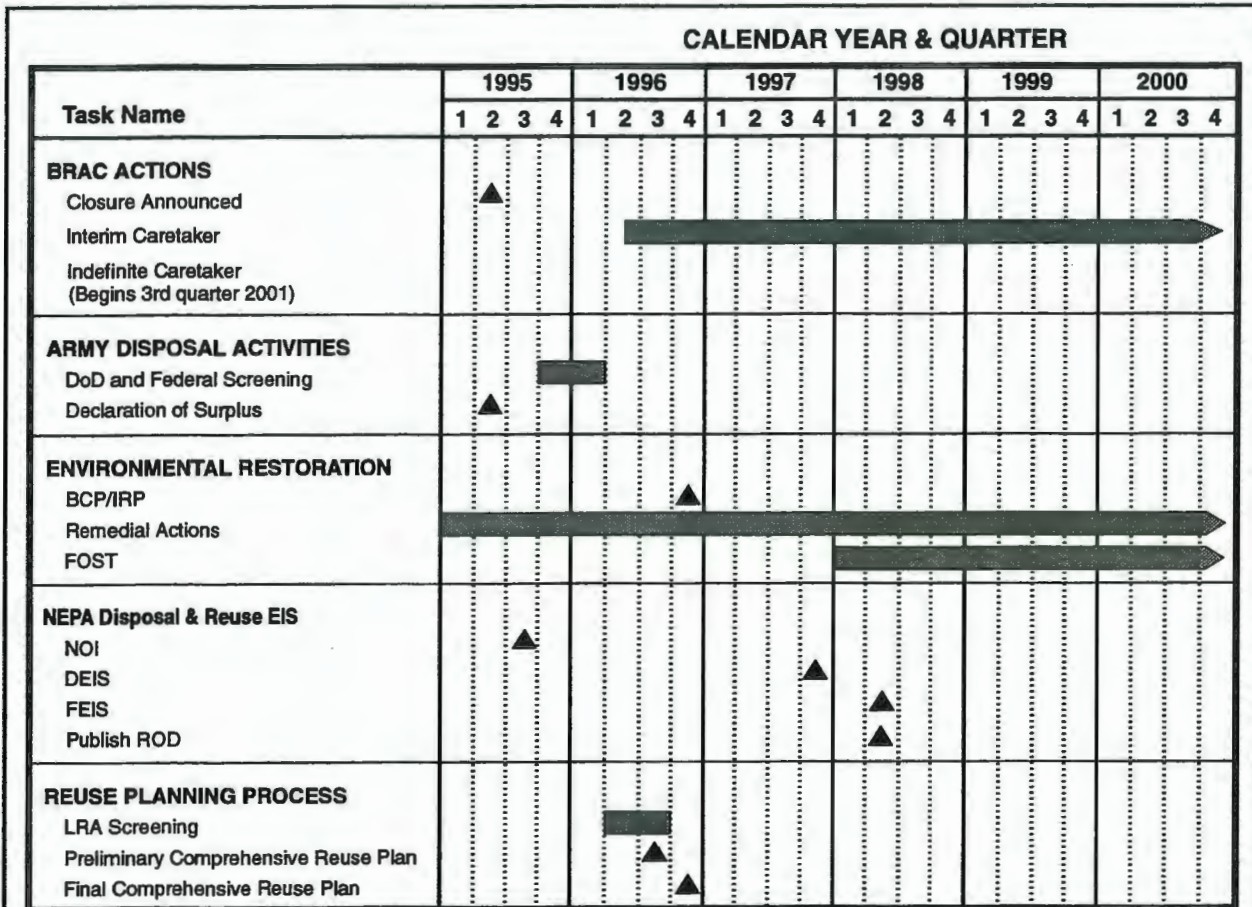 CALENDAR YEAR & QUARTER
1995 1996 1997 1998 1999 2000
Task Name
1 2 3 4 1 2 3 4 1 2 3 4 1 2 3 4 1 2 3 4 1 2 3 4
BRAC ACTIONS
Closure Announced
Interim Caretaker
Indefinite Caretaker
(Begins 3rd quarter 2001)
ARMY DISPOSAL ACTIVITIES
DoD and Federal Screening
Declaration of Surplus
ENVIRONMENTAL RESTORATION
BCP/IRP
Remedial Actions
FOST
NEPA Disposal & Reuse EIS
NOI
DEIS
FEIS
Publish ROD
REUSE PLANNING PROCESS
LRA Screening
Preliminary Comprehensive Reuse Plan
Final Comprehensive Reuse Plan